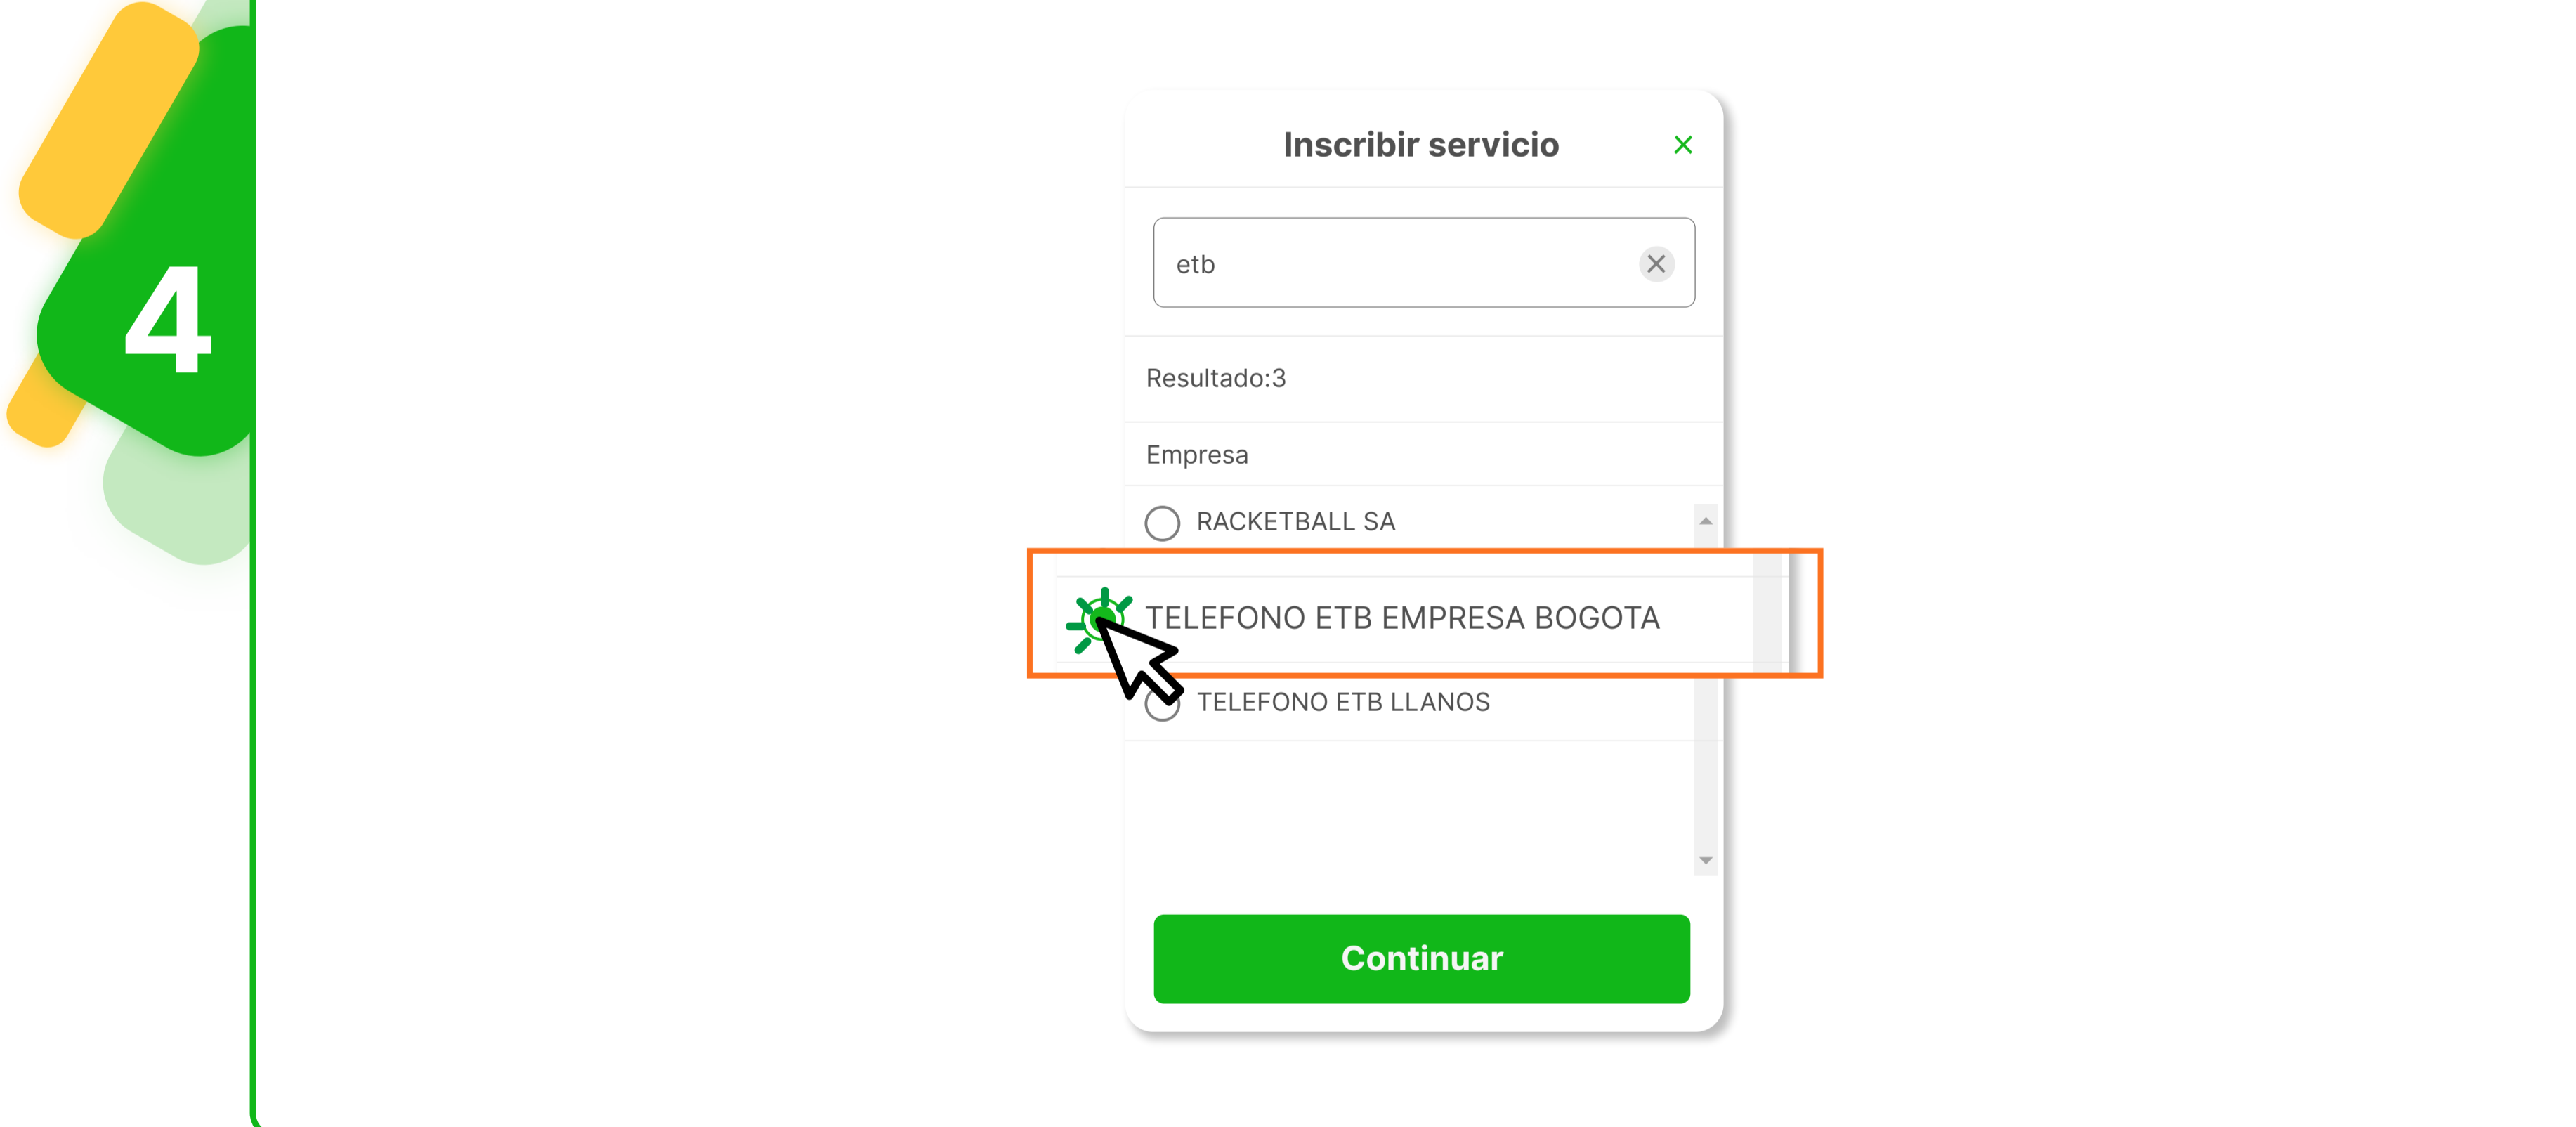 4
Inscribir servicio
etb
Resultado:3
Empresa
RACKETBALL SA
TELEFONO ETB EMPRESA BOGOTA
TELEFONO ETB LLANOS
Continuar